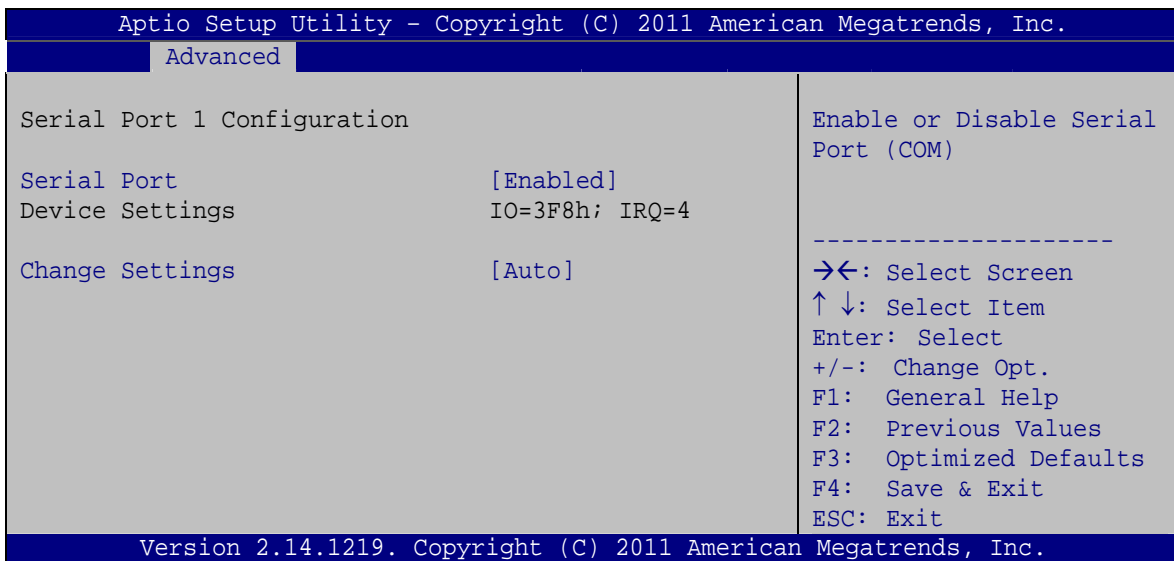 Aptio Setup Utility – Copyright (C) 2011 American Megatrends, Inc.
Advanced
Serial Port 1 Configuration
Serial Port [Enabled]
Device Settings IO=3F8h; IRQ=4
Change Settings [Auto]
Enable or Disable Serial
Port (COM)
---------------------
→←: Select Screen
↑ ↓: Select Item
Enter: Select
+/-: Change Opt.
F1: General Help
F2: Previous Values
F3: Optimized Defaults
F4: Save & Exit
ESC: Exit
Version 2.14.1219. Copyright (C) 2011 American Megatrends, Inc.